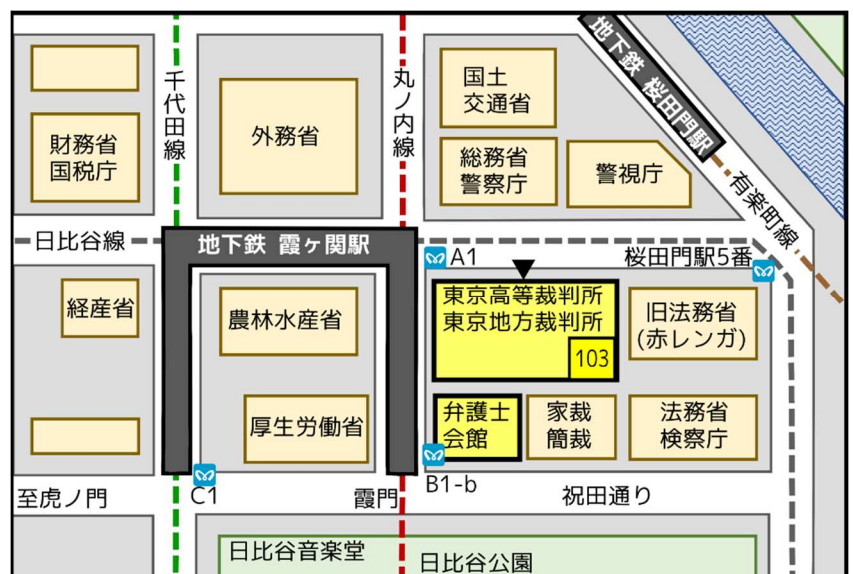 財務省
国税庁
千代田線
外務省
丸ノ内線
国土
交通省
総務省
警察庁
警視庁
地下鉄 桜田門駅
有楽町線
日比谷線
地下鉄 霞ヶ関駅
A1
桜田門駅5番
経産省
農林水産省
厚生労働省
東京高等裁判所
東京地方裁判所
103
旧法務省
(赤レンガ)
弁護士
会館
家裁
簡裁
法務省
検察庁
至虎ノ門
C1
霞門
B1-b
祝田通り
日比谷音楽堂
日比谷公園